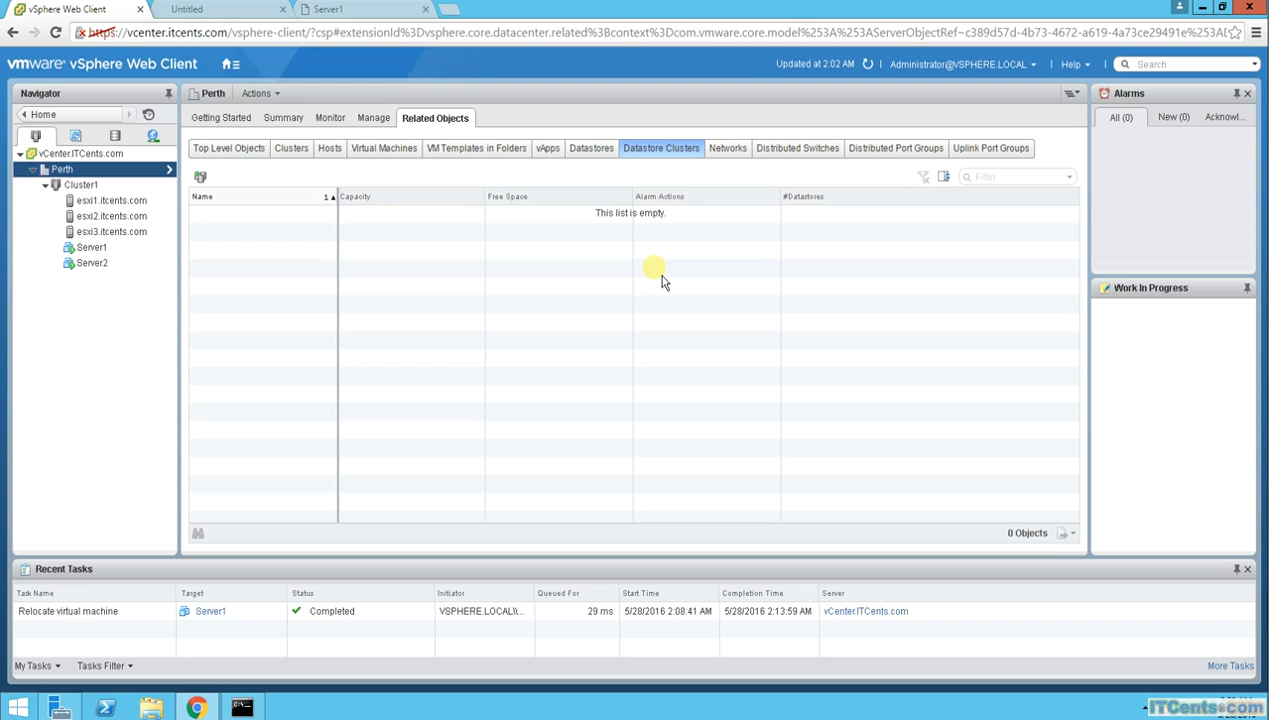 vSphere Web Client
Untitled
Server1
https://vcenter.itcents.com/vsphere-client/?csp#extensionId%3Dvsphere.core.datacenter.related%3Bcontext%3Dcom.vmware.core.model%253A%253AServerObjectRef~c389d57d-4b73-4672-a619-4a73ce29491e%253A
vmware® vSphere Web Client
Updated at 2:02 AM
Administrator@VSPHERE.LOCAL
Help
Search
Navigator
Home
vCenter.ITCents.com
Perth
Cluster1
esxi1.itcents.com
esxi2.itcents.com
esxi3.itcents.com
Server1
Server2
Perth Actions
Getting Started Summary Monitor Manage Related Objects
Top Level Objects Clusters Hosts Virtual Machines VM Templates in Folders vApps Datastores Datastore Clusters Networks Distributed Switches Distributed Port Groups Uplink Port Groups
Filter
Name 1 Capacity Free Space Alarm Actions #Datastores
This list is empty.
0 Objects
Alarms
All (0) New (0) Acknowl...
Work In Progress
Recent Tasks
Task Name Target Status Initiator Queued For Start Time Completion Time Server
Relocate virtual machine Server1 Completed VSPHERE.LOCAL\\... 29 ms 5/28/2016 2:08:41 AM 5/28/2016 2:13:59 AM vCenter.ITCents.com
My Tasks Tasks Filter More Tasks
ITCents.com